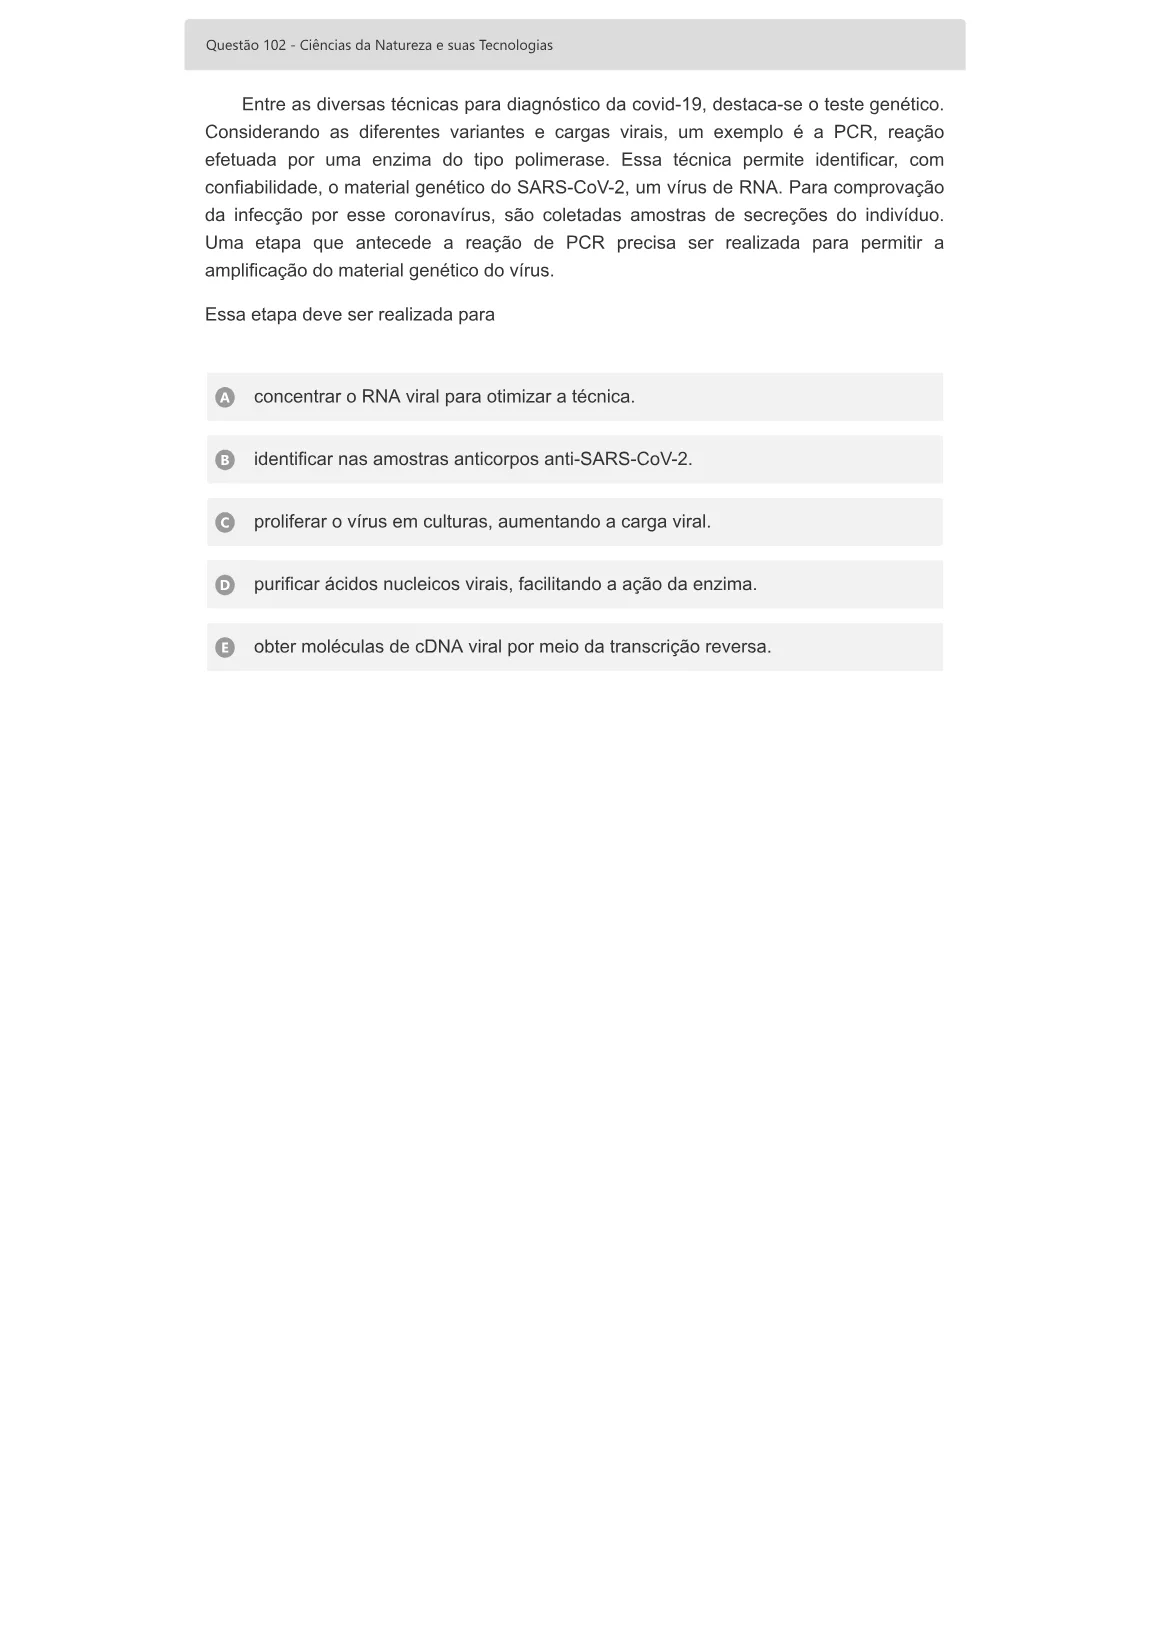 Questão 102 - Ciências da Natureza e suas Tecnologias
Entre as diversas técnicas para diagnóstico da covid-19, destaca-se o teste genético.
Considerando as diferentes variantes e cargas virais, um exemplo é a PCR, reação
efetuada por uma enzima do tipo polimerase. Essa técnica permite identificar, com
confiabilidade, o material genético do SARS-CoV-2, um vírus de RNA. Para comprovação
da infecção por esse coronavírus, são coletadas amostras de secreções do indivíduo.
Uma etapa que antecede a reação de PCR precisa ser realizada para permitir a
amplificação do material genético do vírus.
Essa etapa deve ser realizada para
A concentrar o RNA viral para otimizar a técnica.
B identificar nas amostras anticorpos anti-SARS-CoV-2.
C proliferar o vírus em culturas, aumentando a carga viral.
D purificar ácidos nucleicos virais, facilitando a ação da enzima.
E obter moléculas de cDNA viral por meio da transcrição reversa.